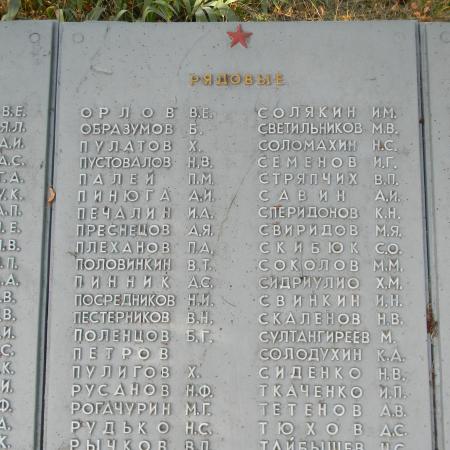 РЯДОВЫЕ
ОРЛОВ В.Е.
ОБРАЗУМОВ Б.
ПУЛАТОВ Х.
ПУСТОВАЛОВ Н.В.
ПАЛЕЙ П.М.
ПИНЮГА А.И.
ПЕЧАЛИН И.А.
ПРЕСНЕЦОВ А.Я.
ПЛЕХАНОВ П.А.
ПОЛОВИНКИН В.Т.
ПИННИК А.С.
ПОСРЕДНИКОВ Н.И.
ПЕСТЕРНИКОВ В.Н.
ПОЛЕНЦОВ Б.Г.
ПЕТРОВ
ПУЛИГОВ Х.
РУСАНОВ Н.Ф.
РОГАЧУРИН М.Г.
РУДЬКО Н.С.
РЫЧКОВ В.П.
СОЛЯКИН И.М.
СВЕТИЛЬНИКОВ М.В.
СОЛОМАХИН Н.С.
СЕМЕНОВ И.Г.
СТРЯПЧИХ В.П.
САВИН А.И.
СПЕРИДОНОВ К.Н.
СВИРИДОВ М.Я.
СКИБЮК С.О.
СОКОЛОВ М.М.
СИДРИУЛИО Х.М.
СВИНКИН И.Н.
СКАЛЕНОВ Н.В.
СУЛТАНГИРЕЕВ М.
СОЛОДУХИН К.А.
СИДЕНКО Н.В.
ТКАЧЕНКО И.П.
ТЕТЕНОВ А.В.
ТЮХОВ А.С.
ТАЙБЫШЕВ Н.С.